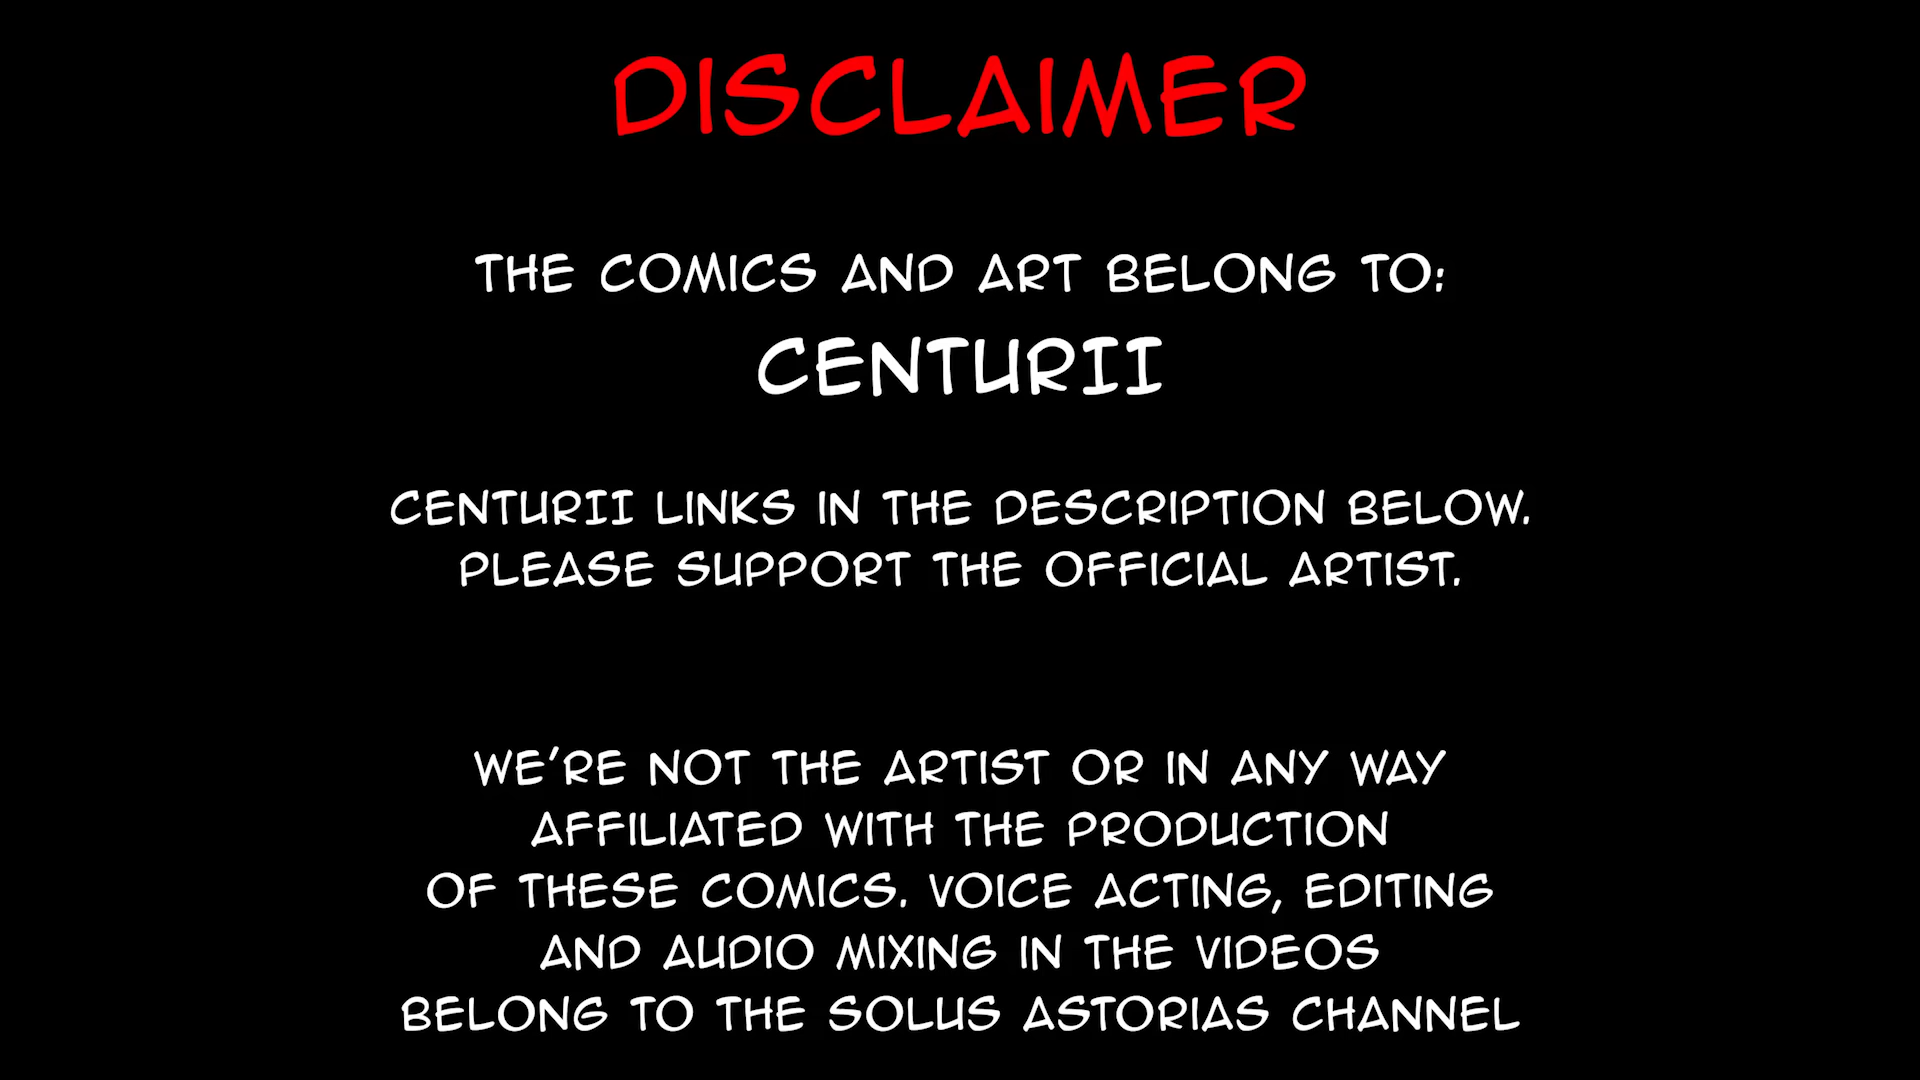 DISCLAIMER
THE COMICS AND ART BELONG TO:
CENTURII
CENTURII LINKS IN THE DESCRIPTION BELOW.
PLEASE SUPPORT THE OFFICIAL ARTIST.
WE'RE NOT THE ARTIST OR IN ANY WAY
AFFILIATED WITH THE PRODUCTION
OF THESE COMICS. VOICE ACTING, EDITING
AND AUDIO MIXING IN THE VIDEOS
BELONG TO THE SOLUS ASTORIAS CHANNEL